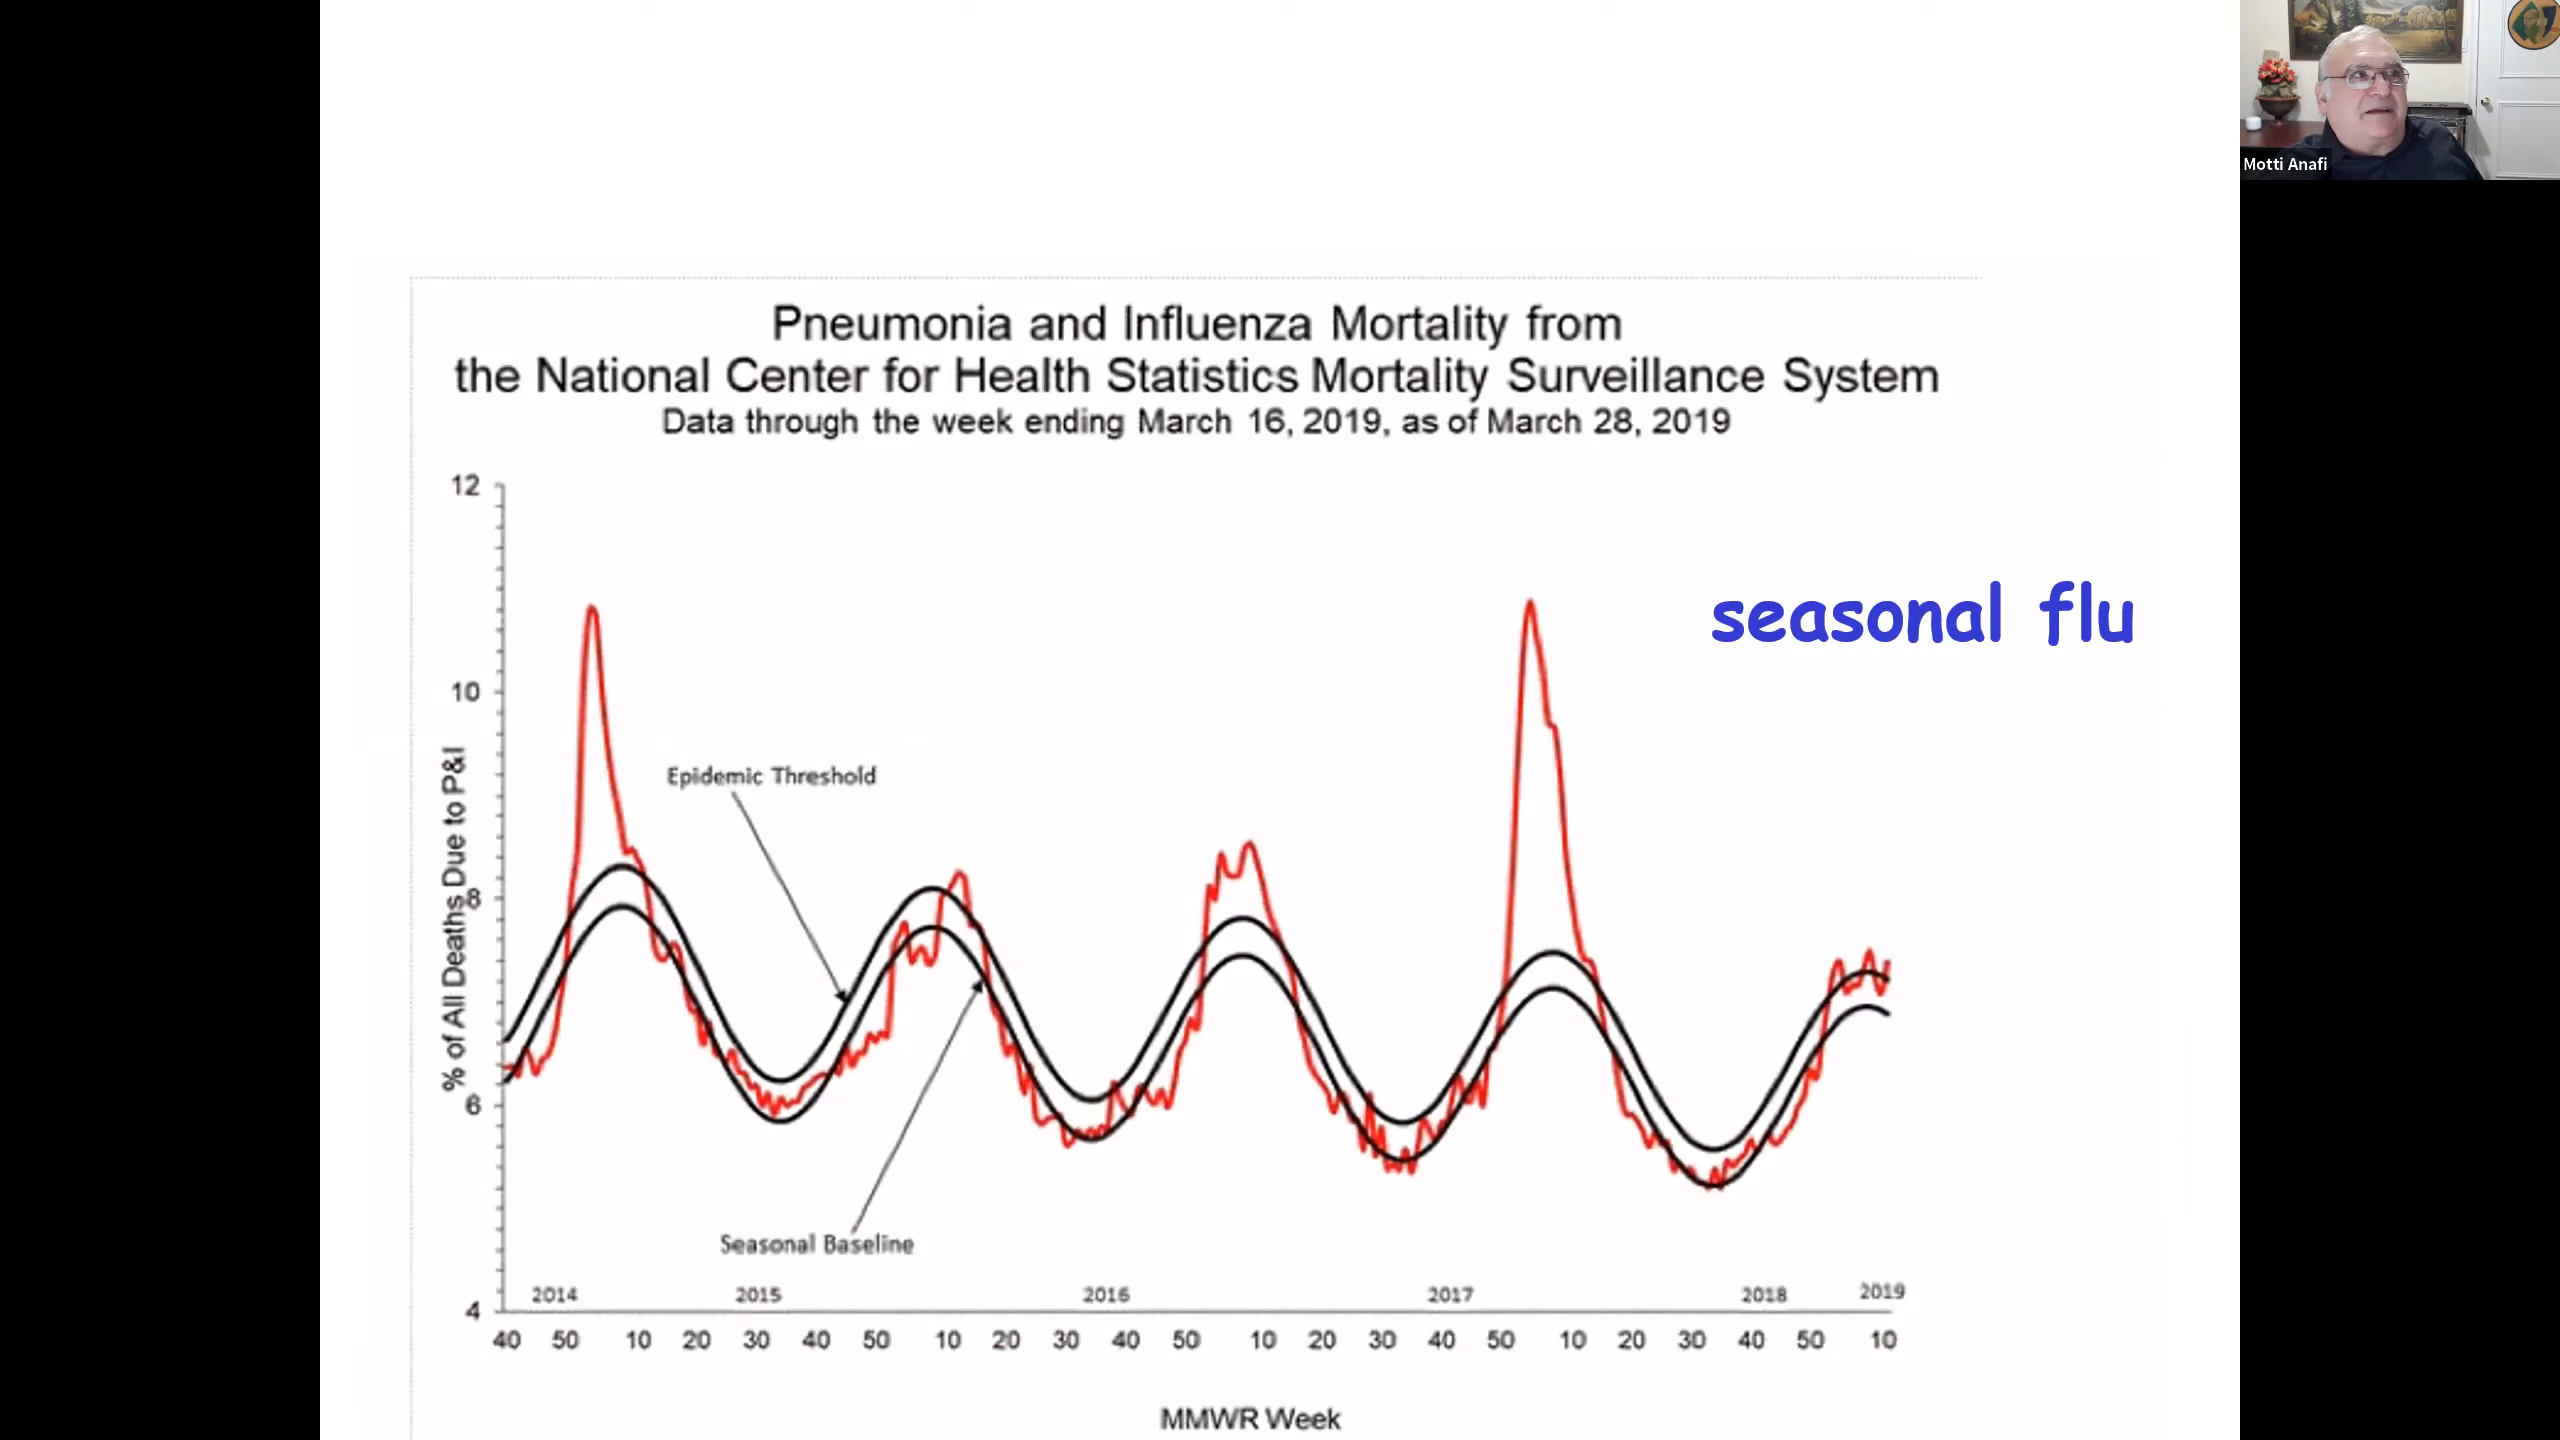 Motti Anafi
Pneumonia and Influenza Mortality from
the National Center for Health Statistics Mortality Surveillance System
Data through the week ending March 16, 2019, as of March 28, 2019
12
seasonal flu
10
Epidemic Threshold
% of All Deaths Due to P&I
8
6
Seasonal Baseline
2014 2015 2016 2017 2018 2019
4
40 50 10 20 30 40 50 10 20 30 40 50 10 20 30 40 50 10 20 30 40 50 10
MMWR Week